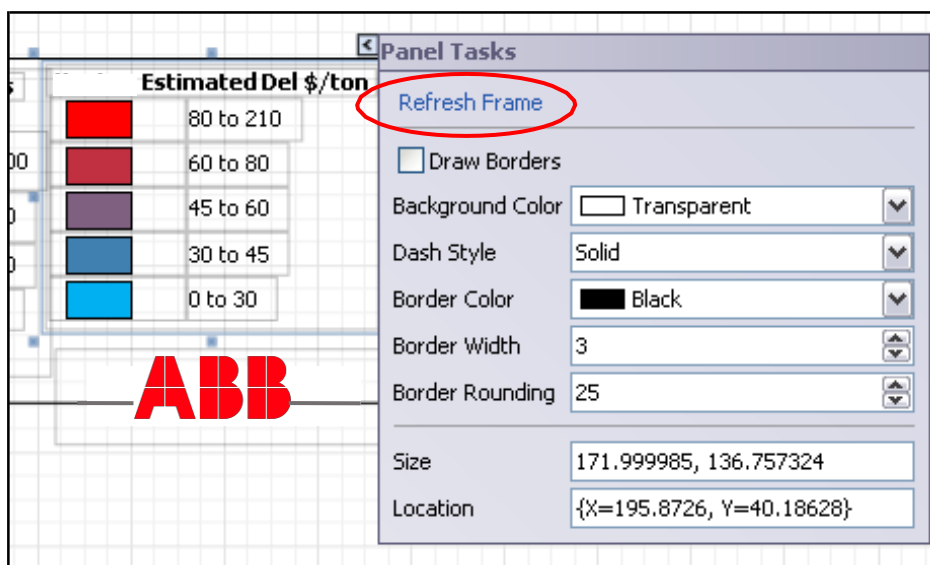 Panel Tasks
Estimated Del $/ton
Refresh Frame
80 to 210
60 to 80
45 to 60
30 to 45
0 to 30
00
0
Draw Borders
Background Color Transparent
Dash Style Solid
Border Color Black
Border Width 3
Border Rounding 25
Size 171.999985, 136.757324
Location {X=195.8726, Y=40.18628}
ABB